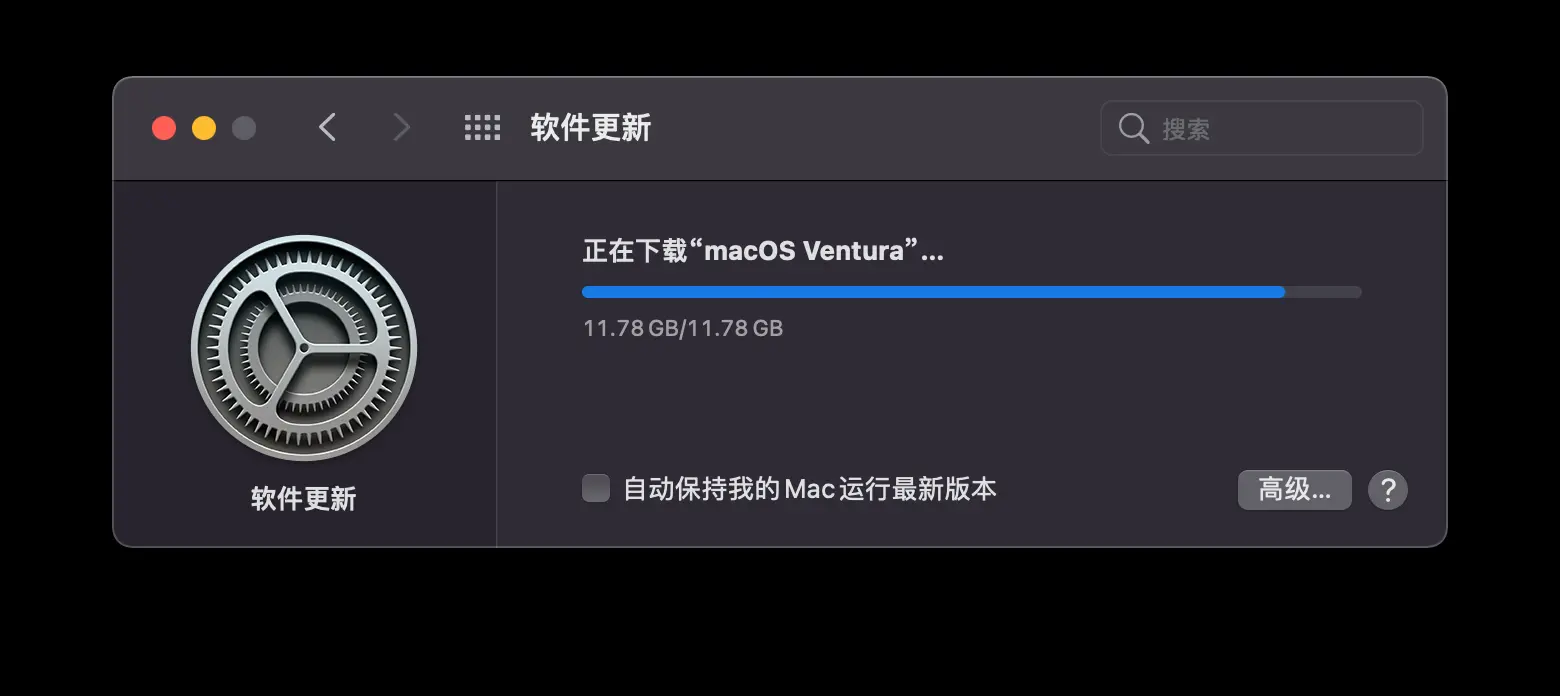 软件更新
搜索
正在下载“macOS Ventura”...
11.78 GB/11.78 GB
软件更新
自动保持我的Mac运行最新版本
高级...
?